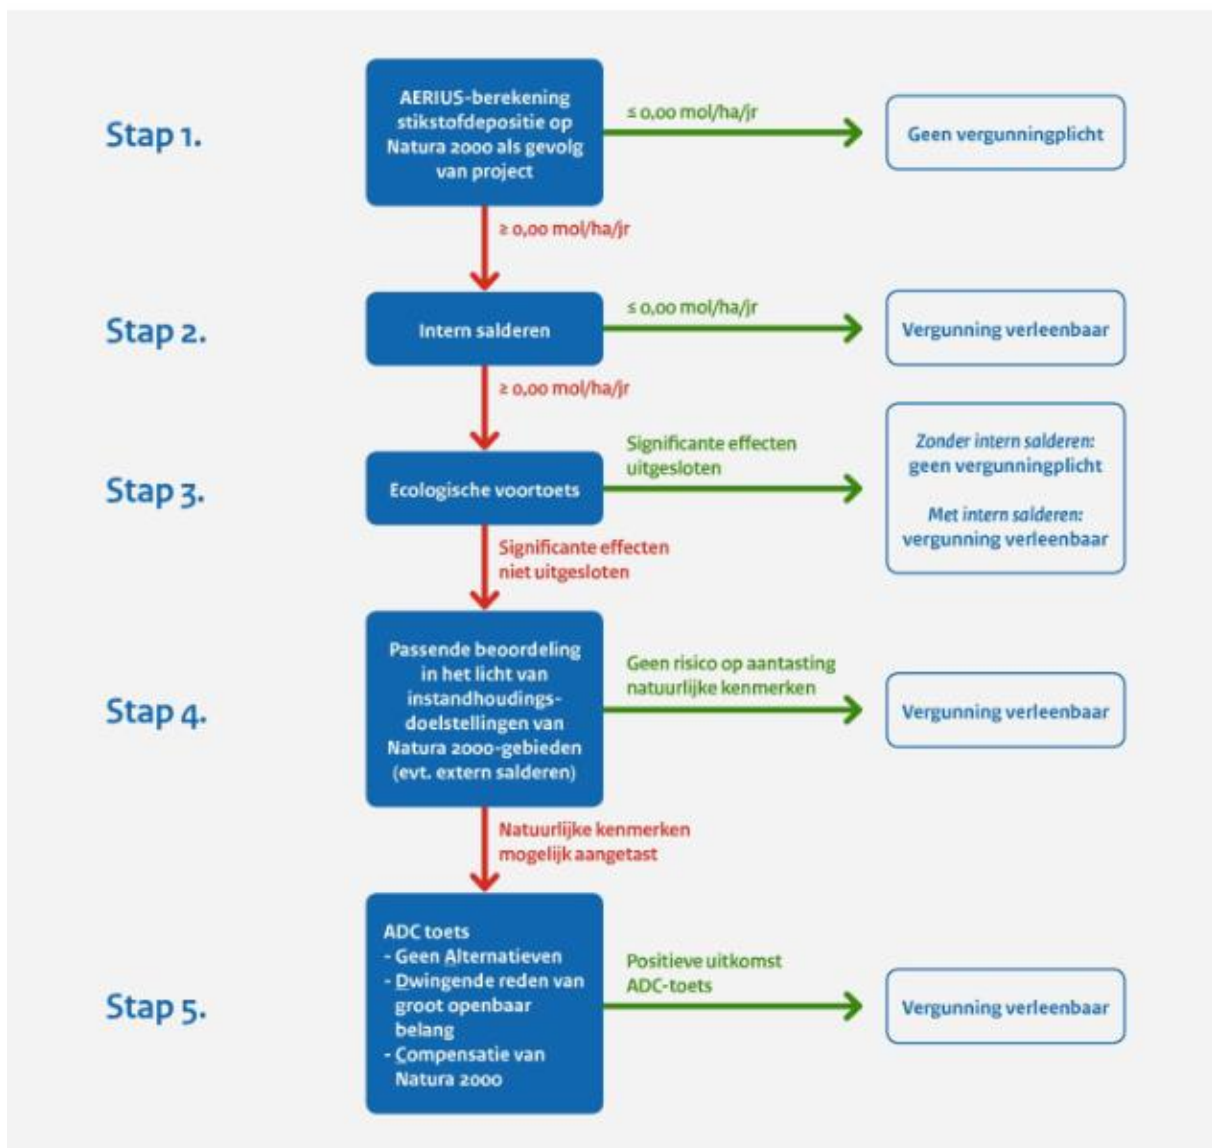 Stap 1.
AERIUS-berekening
stikstofdepositie op
Natura 2000 als gevolg
van project
≤ 0,00 mol/ha/jr
Geen vergunningplicht
≥ 0,00 mol/ha/jr
Stap 2.
Intern salderen
≤ 0,00 mol/ha/jr
Vergunning verleenbaar
≥ 0,00 mol/ha/jr
Stap 3.
Ecologische voortoets
Significante effecten
uitgesloten
Zonder intern salderen:
geen vergunningplicht
Met intern salderen:
vergunning verleenbaar
Significante effecten
niet uitgesloten
Stap 4.
Passende beoordeling
in het licht van
instandhoudings-
doelstellingen van
Natura 2000-gebieden
(evt. extern salderen)
Geen risico op aantasting
natuurlijke kenmerken
Vergunning verleenbaar
Natuurlijke kenmerken
mogelijk aangetast
Stap 5.
ADC toets
- Geen Alternatieven
- Dwingende reden van
groot openbaar
belang
- Compensatie van
Natura 2000
Positieve uitkomst
ADC-toets
Vergunning verleenbaar